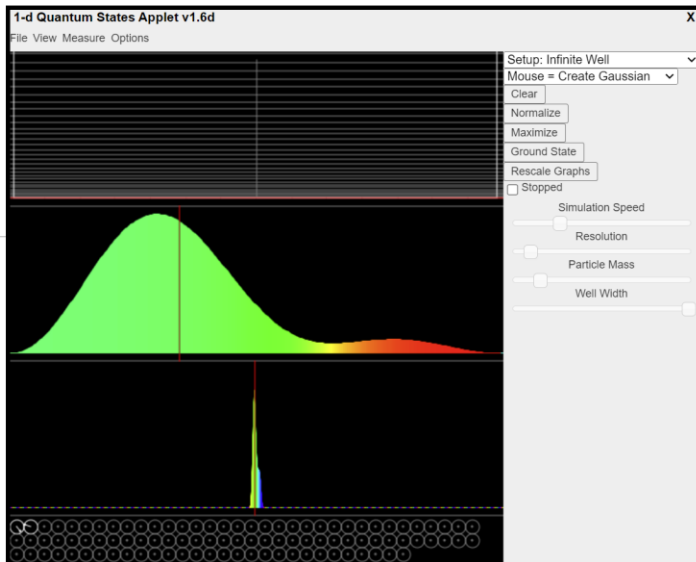 1-d Quantum States Applet v1.6d X
File View Measure Options
Setup: Infinite Well
Mouse = Create Gaussian
Clear
Normalize
Maximize
Ground State
Rescale Graphs
Stopped
Simulation Speed
Resolution
Particle Mass
Well Width